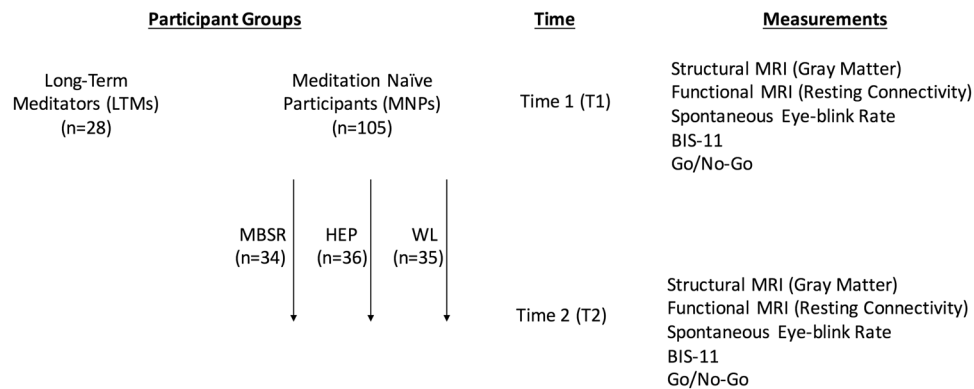 Participant Groups
Time
Measurements
Long-Term
Meditators (LTMs)
(n=28)
Meditation Naïve
Participants (MNPs)
(n=105)
Time 1 (T1)
Structural MRI (Gray Matter)
Functional MRI (Resting Connectivity)
Spontaneous Eye-blink Rate
BIS-11
Go/No-Go
MBSR
(n=34)
HEP
(n=36)
WL
(n=35)
Time 2 (T2)
Structural MRI (Gray Matter)
Functional MRI (Resting Connectivity)
Spontaneous Eye-blink Rate
BIS-11
Go/No-Go